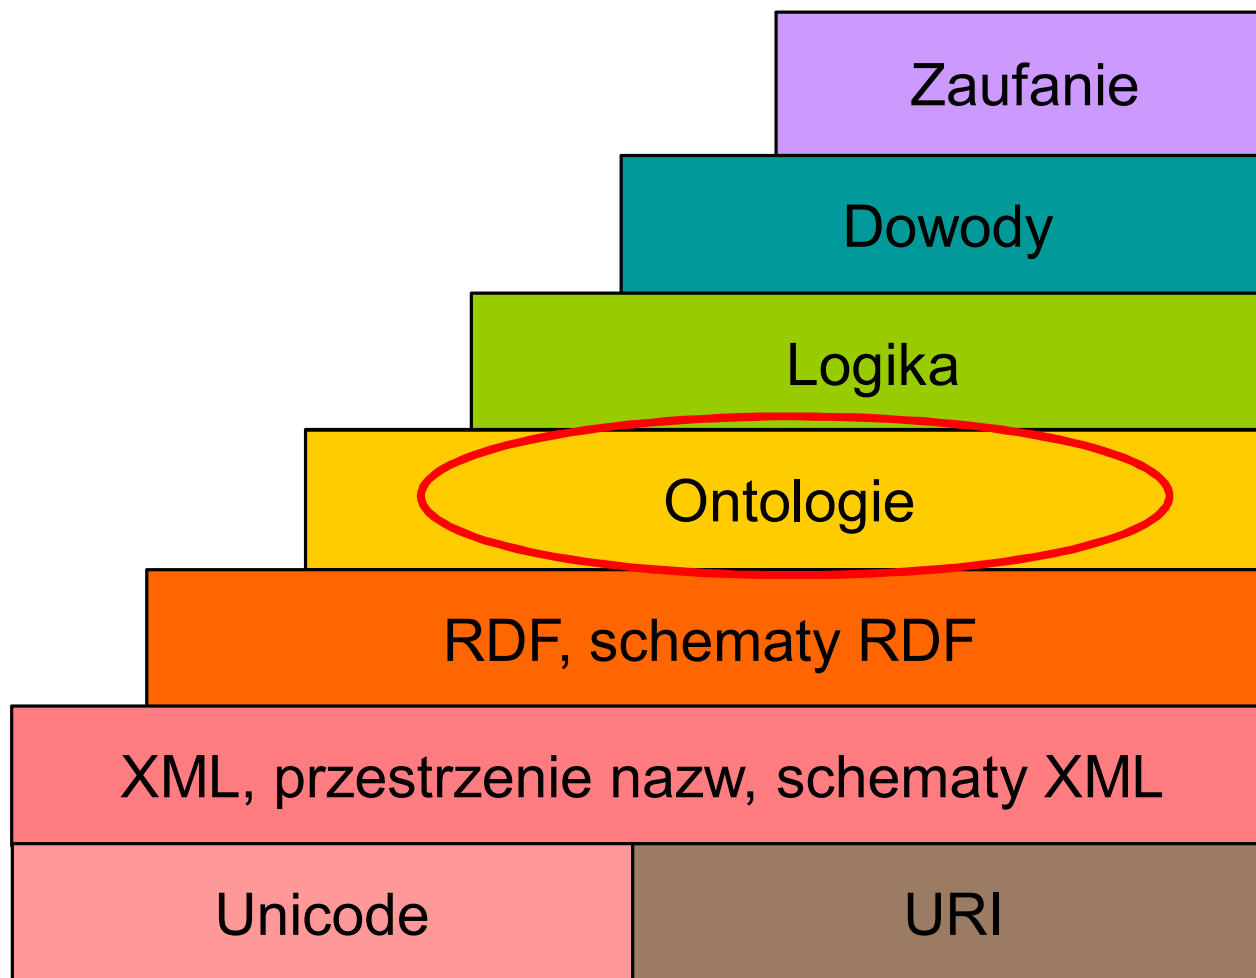 Zaufanie
Dowody
Logika
Ontologie
RDF, schematy RDF
XML, przestrzenie nazw, schematy XML
Unicode
URI